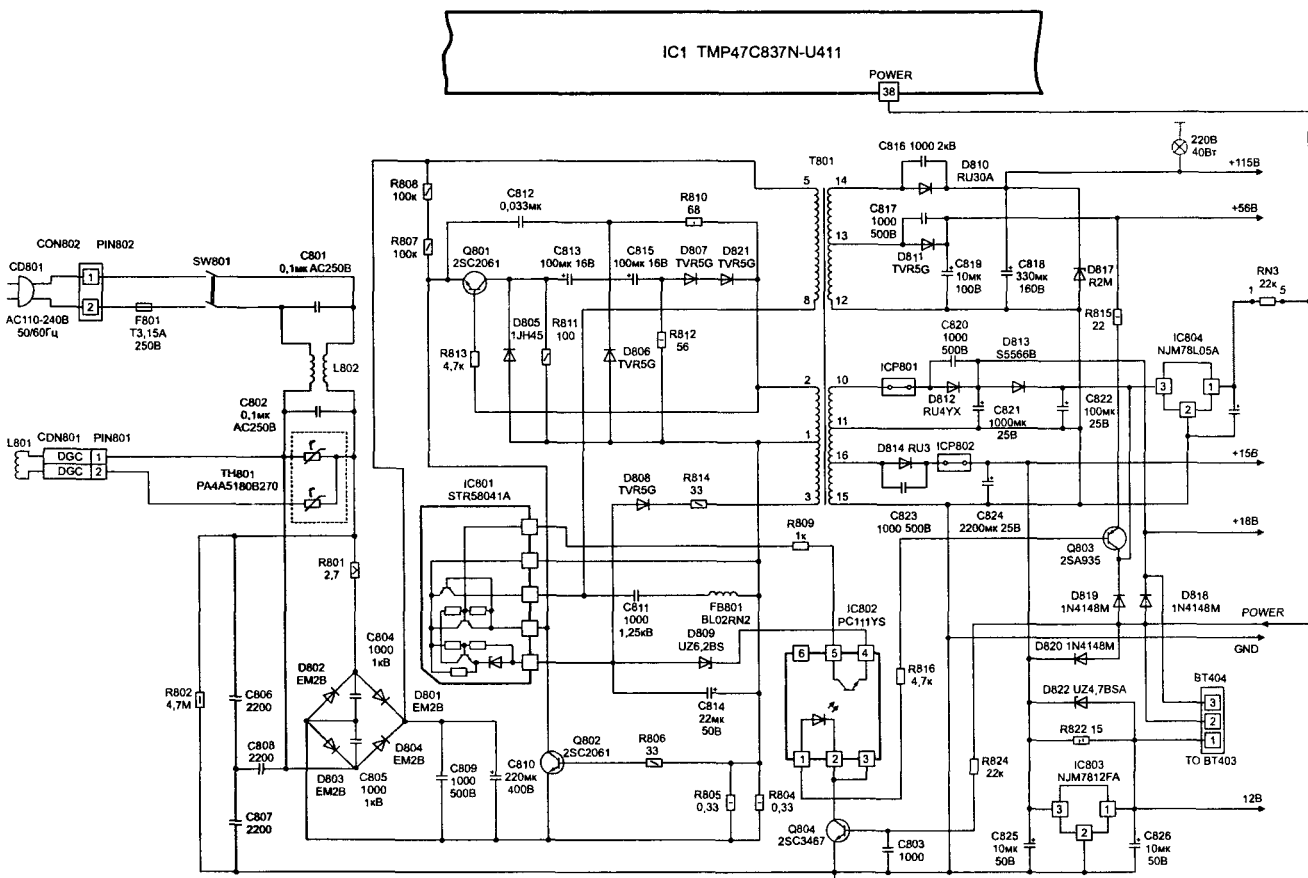 IC1 TMP47C837N-U411
POWER
38
220В
40Вт
+115В
+56В
C816 1000 2кВ
D810
RU30A
T801
5
14
R808
100к
C812
0,033мк
R810
68
C817
1000
500В
R807
100к
Q801
2SC2061
C813
100мк 16В
C815
100мк 16В
D807
TVR5G
D821
TVR5G
13
D811
TVR5G
C819
10мк
100В
C818
330мк
160В
D817
R2M
RN3
22к
1
5
CON802
PIN802
CD801
1
2
SW801
C801
0,1мк AC250В
AC110-240В
50/60Гц
F801
T3,15A
250В
8
12
R815
22
D805
1JH45
R811
100
D806
TVR5G
R812
56
R813
4,7к
C820
1000
500В
D813
S5566B
IC804
NJM78L05A
L802
2
10
ICP801
D812
RU4YX
C821
1000мк
25В
C822
100мк
25В
3
1
2
C802
0,1мк
AC250В
1
11
L801
CDN801
PIN801
DGC
1
DGC
2
D814 RU3
ICP802
16
+15В
TH801
PA4A5180B270
IC801
STR58041A
D808
TVR5G
R814
33
3
15
C823
1000 500В
C824
2200мк 25В
R809
1к
+18В
Q803
2SA935
R801
2,7
C811
1000
1,25кВ
FB801
BL02RN2
IC802
PC111YS
D819
1N4148M
D818
1N4148M
POWER
GND
D809
UZ6,2BS
6
5
4
D820 1N4148M
R816
4,7к
C804
1000
1кВ
D802
EM2B
D801
EM2B
R802
4,7М
C806
2200
C814
22мк
50В
D822 UZ4,7BSA
BT404
3
2
1
TO BT403
R822 15
C808
2200
D804
EM2B
Q802
2SC2061
R806
33
1
2
3
R824
22к
IC803
NJM7812FA
D803
EM2B
C805
1000
1кВ
C809
1000
500В
C810
220мк
400В
R805
0,33
R804
0,33
3
1
2
12В
C807
2200
Q804
2SC3467
C803
1000
C825
10мк
50В
C826
10мк
50В